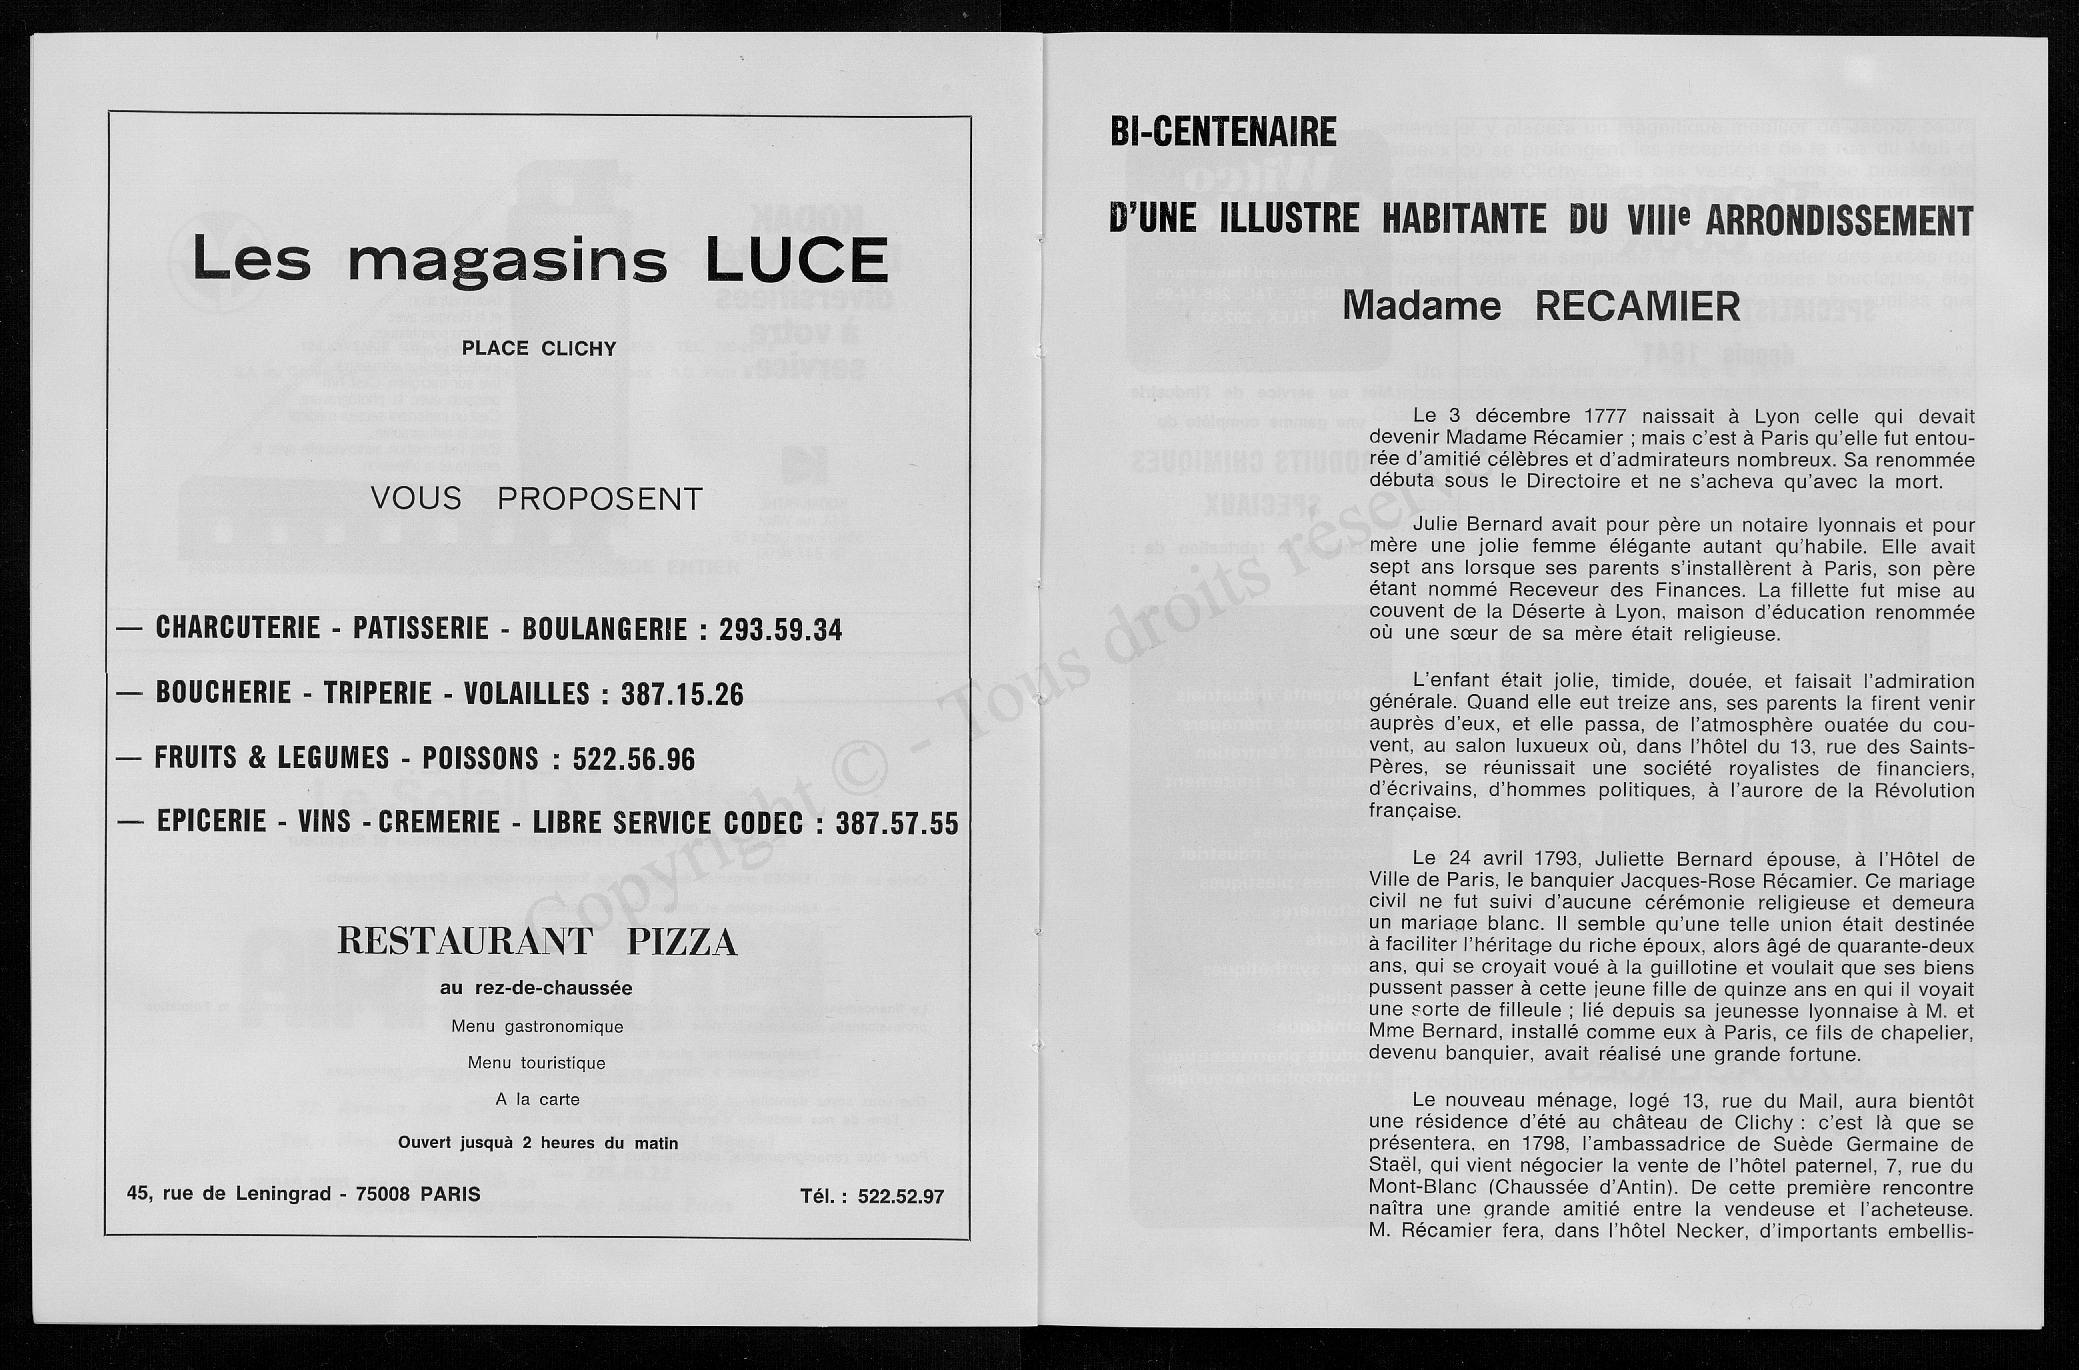 Les magasins LUCE
PLACE CLICHY
VOUS PROPOSENT
— CHARCUTERIE - PATISSERIE - BOULANGERIE : 293.59.34
— BOUCHERIE - TRIPERIE - VOLAILLES : 387.15.26
— FRUITS & LEGUMES - POISSONS : 522.56.96
— EPICERIE - VINS - CREMERIE - LIBRE SERVICE CODEC : 387.57.55
RESTAURANT PIZZA
au rez-de-chaussée
Menu gastronomique
Menu touristique
A la carte
Ouvert jusquà 2 heures du matin
45, rue de Leningrad - 75008 PARIS
Tél. : 522.52.97
BI-CENTENAIRE
D'UNE ILLUSTRE HABITANTE DU VIIIe ARRONDISSEMENT
Madame RECAMIER
Le 3 décembre 1777 naissait à Lyon celle qui devait
devenir Madame Récamier ; mais c'est à Paris qu'elle fut entou-
rée d'amitié célèbres et d'admirateurs nombreux. Sa renommée
débuta sous le Directoire et ne s'acheva qu'avec la mort.
Julie Bernard avait pour père un notaire lyonnais et pour
mère une jolie femme élégante autant qu'habile. Elle avait
sept ans lorsque ses parents s'installèrent à Paris, son père
étant nommé Receveur des Finances. La fillette fut mise au
couvent de la Déserte à Lyon, maison d'éducation renommée
où une sœur de sa mère était religieuse.
L'enfant était jolie, timide, douée, et faisait l'admiration
générale. Quand elle eut treize ans, ses parents la firent venir
auprès d'eux, et elle passa, de l'atmosphère ouatée du cou-
vent, au salon luxueux où, dans l'hôtel du 13, rue des Saints-
Pères, se réunissait une société royalistes de financiers,
d'écrivains, d'hommes politiques, à l'aurore de la Révolution
française.
Le 24 avril 1793, Juliette Bernard épouse, à l'Hôtel de
Ville de Paris, le banquier Jacques-Rose Récamier. Ce mariage
civil ne fut suivi d'aucune cérémonie religieuse et demeura
un mariage blanc. Il semble qu'une telle union était destinée
à faciliter l'héritage du riche époux, alors âgé de quarante-deux
ans, qui se croyait voué à la guillotine et voulait que ses biens
pussent passer à cette jeune fille de quinze ans en qui il voyait
une sorte de filleule ; lié depuis sa jeunesse lyonnaise à M. et
Mme Bernard, installé comme eux à Paris, ce fils de chapelier,
devenu banquier, avait réalisé une grande fortune.
Le nouveau ménage, logé 13, rue du Mail, aura bientôt
une résidence d'été au château de Clichy : c'est là que se
présentera, en 1798, l'ambassadrice de Suède Germaine de
Staël, qui vient négocier la vente de l'hôtel paternel, 7, rue du
Mont-Blanc (Chaussée d'Antin). De cette première rencontre
naîtra une grande amitié entre la vendeuse et l'acheteuse.
M. Récamier fera, dans l'hôtel Necker, d'importants embellis-
Copyright © - Tous droits réservés